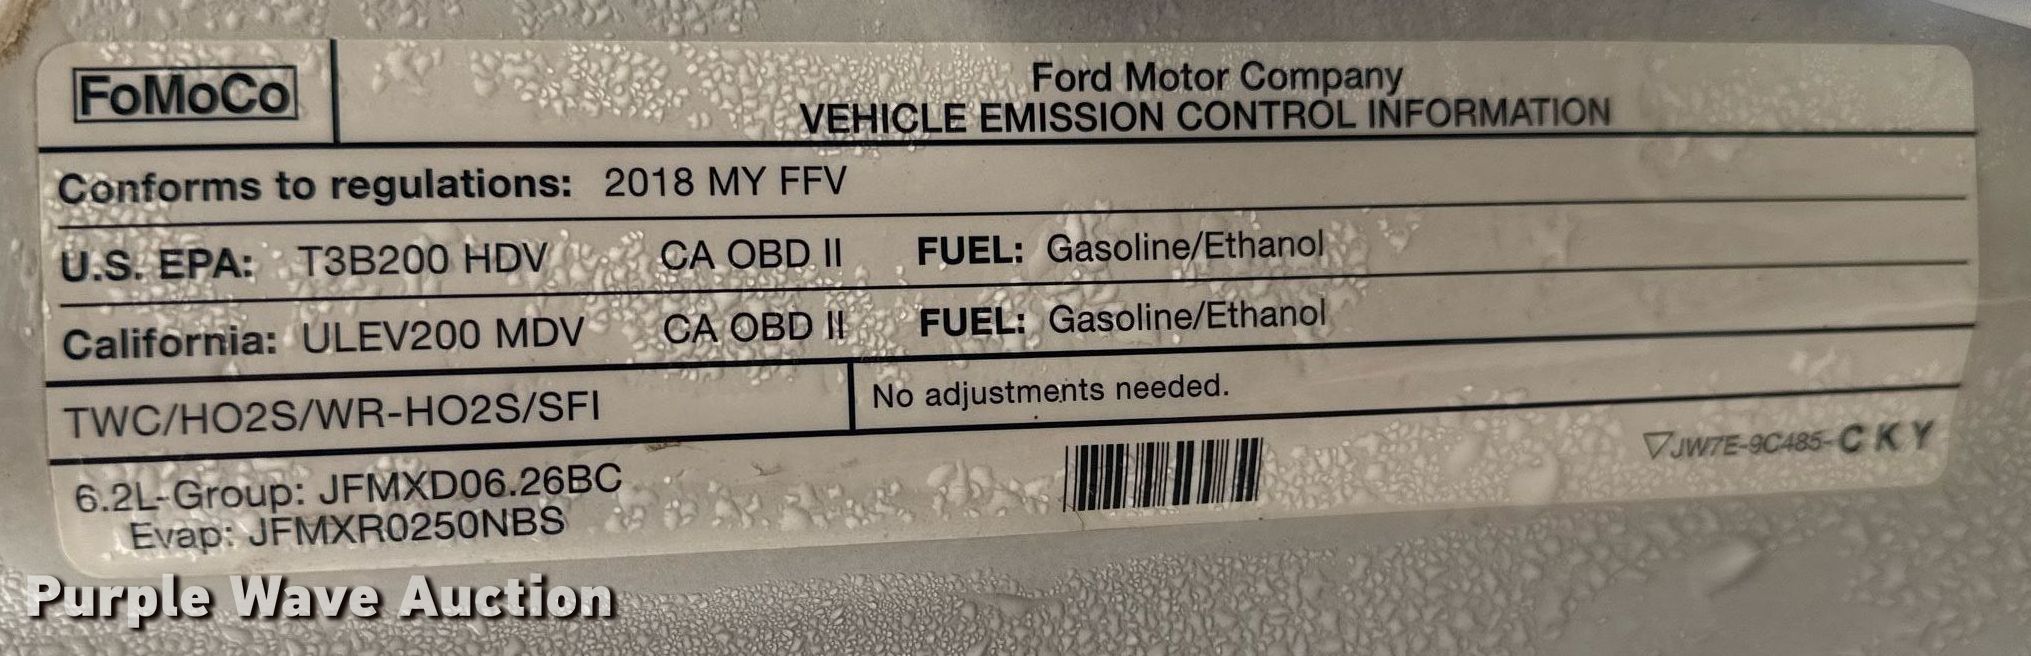 FoMoCo
Ford Motor Company
VEHICLE EMISSION CONTROL INFORMATION
Conforms to regulations: 2018 MY FFV
U.S. EPA: T3B200 HDV CA OBD II FUEL: Gasoline/Ethanol
California: ULEV200 MDV CA OBD II FUEL: Gasoline/Ethanol
TWC/HO2S/WR-HO2S/SFI
No adjustments needed.
6.2L-Group: JFMXD06.26BC
Evap: JFMXR0250NBS
JW7E-9C485-CKY
Purple Wave Auction